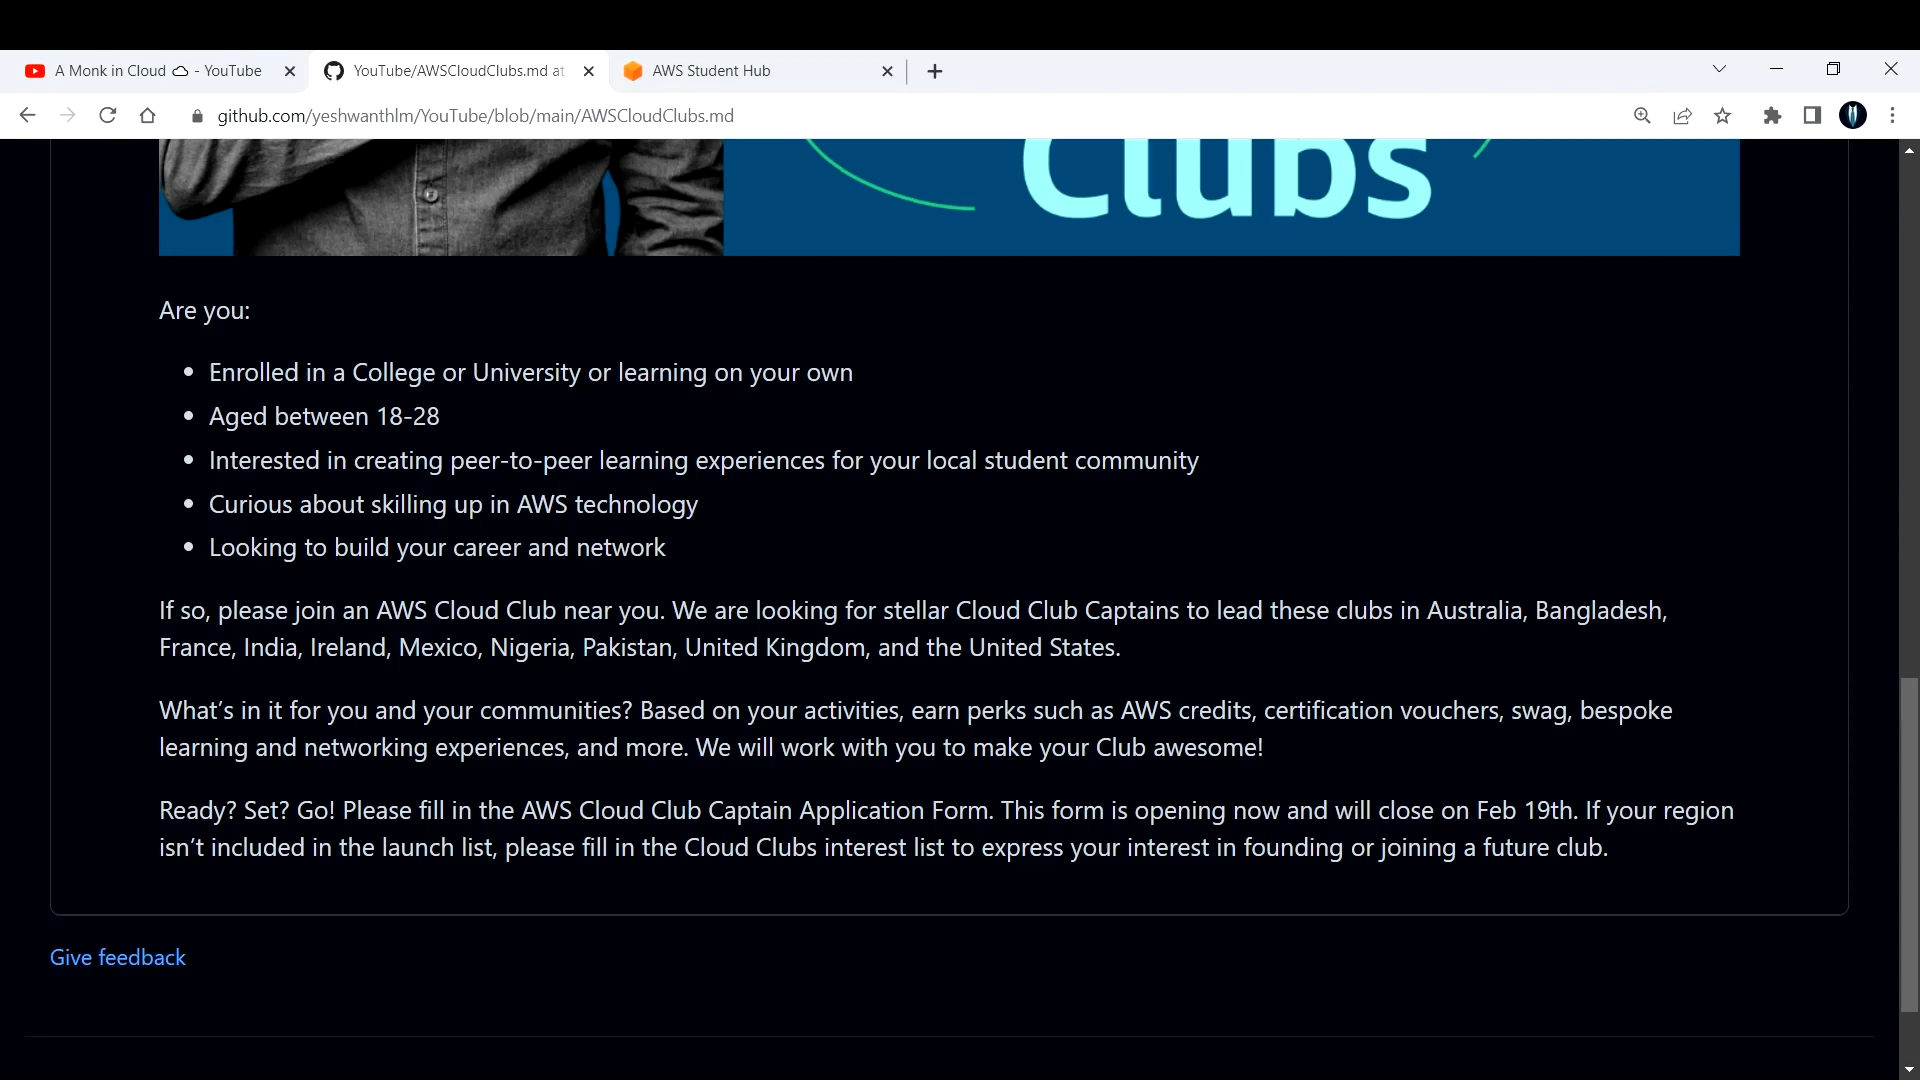 A Monk in Cloud - YouTube
YouTube/AWSCloudClubs.md at
AWS Student Hub
github.com/yeshwanthlm/YouTube/blob/main/AWSCloudClubs.md
Clubs
Are you:
Enrolled in a College or University or learning on your own
Aged between 18-28
Interested in creating peer-to-peer learning experiences for your local student community
Curious about skilling up in AWS technology
Looking to build your career and network
If so, please join an AWS Cloud Club near you. We are looking for stellar Cloud Club Captains to lead these clubs in Australia, Bangladesh,
France, India, Ireland, Mexico, Nigeria, Pakistan, United Kingdom, and the United States.
What's in it for you and your communities? Based on your activities, earn perks such as AWS credits, certification vouchers, swag, bespoke
learning and networking experiences, and more. We will work with you to make your Club awesome!
Ready? Set? Go! Please fill in the AWS Cloud Club Captain Application Form. This form is opening now and will close on Feb 19th. If your region
isn't included in the launch list, please fill in the Cloud Clubs interest list to express your interest in founding or joining a future club.
Give feedback